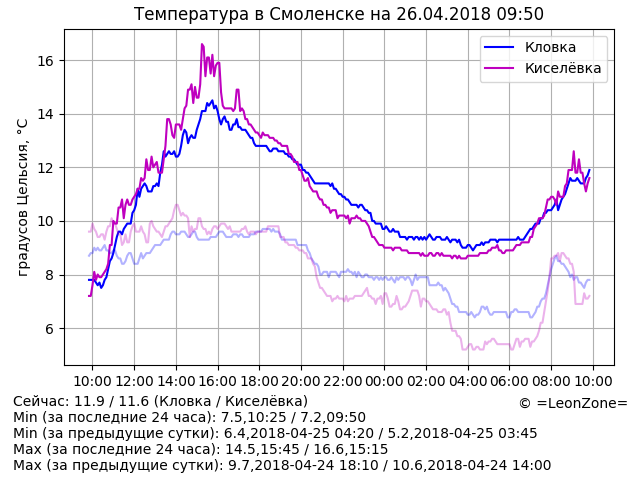 Температура в Смоленске на 26.04.2018 09:50
градусов Цельсия, °C
16
14
12
10
8
6
Кловка
Киселёвка
10:00 12:00 14:00 16:00 18:00 20:00 22:00 00:00 02:00 04:00 06:00 08:00 10:00
Сейчас: 11.9 / 11.6 (Кловка / Киселёвка)
© =LeonZone=
Min (за последние 24 часа): 7.5,10:25 / 7.2,09:50
Min (за предыдущие сутки): 6.4,2018-04-25 04:20 / 5.2,2018-04-25 03:45
Max (за последние 24 часа): 14.5,15:45 / 16.6,15:15
Max (за предыдущие сутки): 9.7,2018-04-24 18:10 / 10.6,2018-04-24 14:00